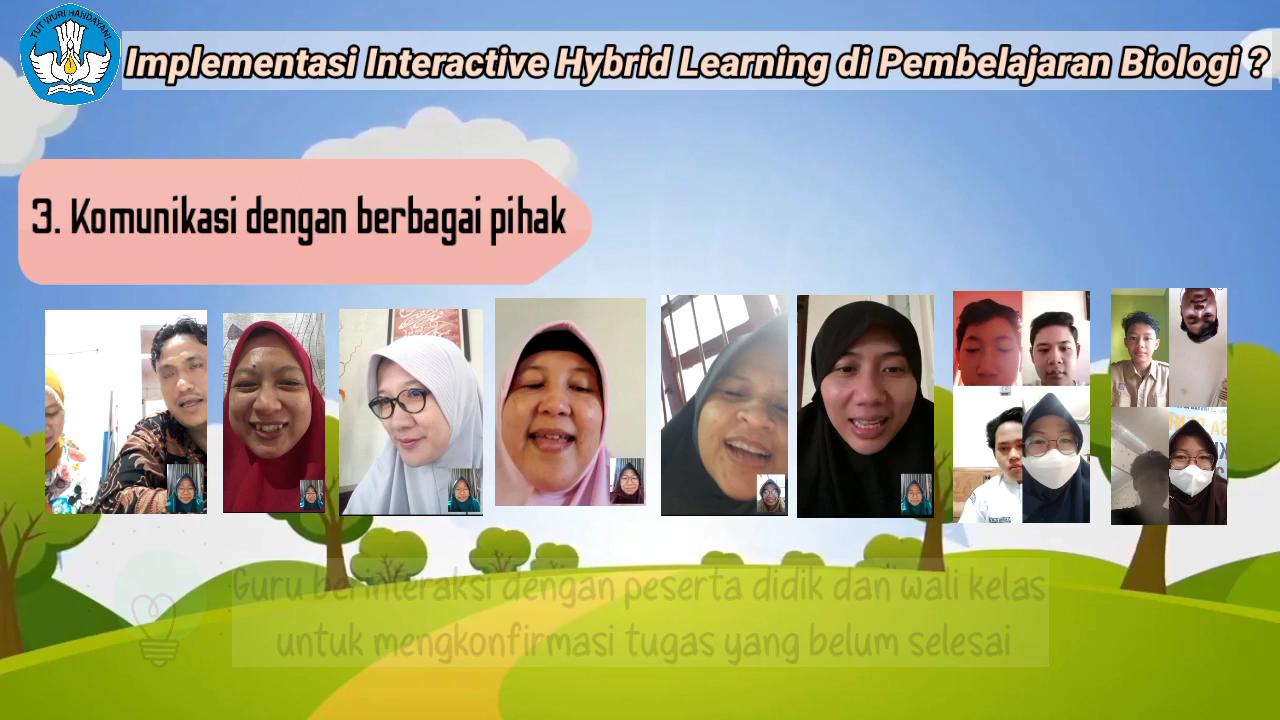 TUT WURI HANDAYANI
Implementasi Interactive Hybrid Learning di Pembelajaran Biologi ?
3. Komunikasi dengan berbagai pihak
Guru berinteraksi dengan peserta didik dan wali kelas
untuk mengkonfirmasi tugas yang belum selesai